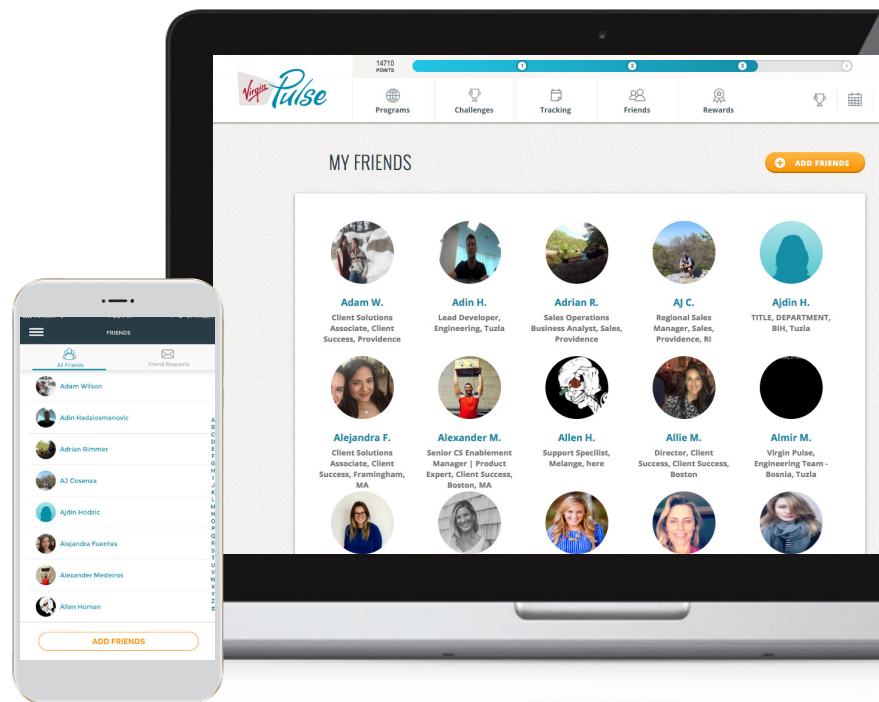 14710
POINTS
1
2
3
4
Virgin Pulse
Programs
Challenges
Tracking
Friends
Rewards
MY FRIENDS
ADD FRIENDS
Adam W.
Client Solutions
Associate, Client
Success, Providence
Adin H.
Lead Developer,
Engineering, Tuzla
Adrian R.
Sales Operations
Business Analyst, Sales,
Providence
AJ C.
Regional Sales
Manager, Sales,
Providence, RI
Ajdin H.
TITLE, DEPARTMENT,
BiH, Tuzla
Alejandra F.
Client Solutions
Associate, Client
Success, Framingham,
MA
Alexander M.
Senior CS Enablement
Manager | Product
Expert, Client Success,
Boston, MA
Allen H.
Support Specilist,
Melange, here
Allie M.
Director, Client
Success, Client Success,
Boston
Almir M.
Virgin Pulse,
Engineering Team -
Bosnia, Tuzla
FRIENDS
All Friends
Friend Requests
Adam Wilson
Adin Hadziosmanovic
Adrian Rimmer
AJ Cosenza
Ajdin Hodzic
Alejandra Fuentes
Alexander Medeiros
Allen Homan
A
B
C
D
E
F
G
H
I
J
K
L
M
N
O
P
Q
R
S
T
U
V
W
X
Y
Z
#
ADD FRIENDS